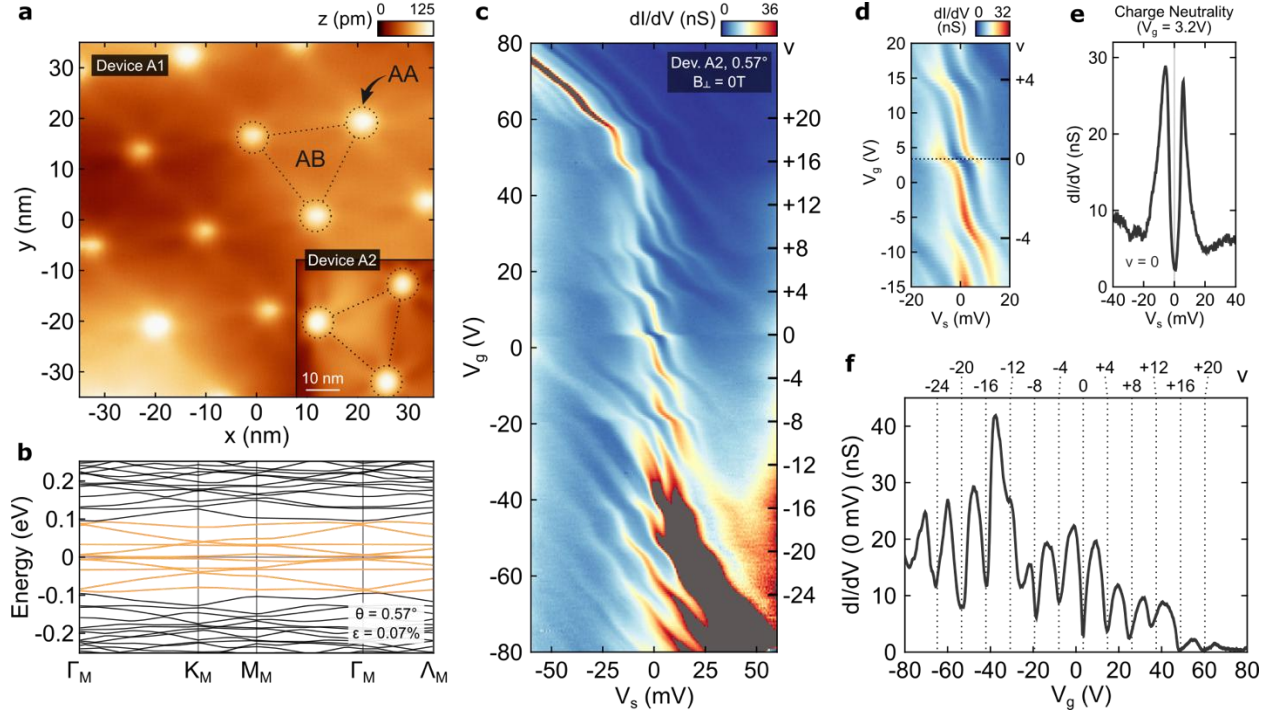 a
z (pm)
0 125
Device A1
AA
AB
Device A2
10 nm
y (nm)
30
20
10
0
-10
-20
-30
-30 -20 -10 0 10 20 30
x (nm)
b
Energy (eV)
0.2
0.1
0
-0.1
-0.2
θ = 0.57°
ε = 0.07%
Γ_M K_M M_M Γ_M Λ_M
c
dI/dV (nS)
0 36
ν
Dev. A2, 0.57°
B⊥ = 0T
V_g (V)
80
60
40
20
0
-20
-40
-60
-80
+20
+16
+12
+8
+4
0
-4
-8
-12
-16
-20
-24
-50 -25 0 25 50
V_s (mV)
d
dI/dV
(nS)
0 32
ν
V_g (V)
20
15
10
5
0
-5
-10
-15
+4
0
-4
-20 0 20
V_s (mV)
e
Charge Neutrality
(V_g = 3.2V)
dI/dV (nS)
40
30
20
10
0
ν = 0
-40 -20 0 20 40
V_s (mV)
f
-20 -12 -4 +4 +12 +20 ν
-24 -16 -8 0 +8 +16
dI/dV (0 mV) (nS)
40
30
20
10
0
-80 -60 -40 -20 0 20 40 60 80
V_g (V)